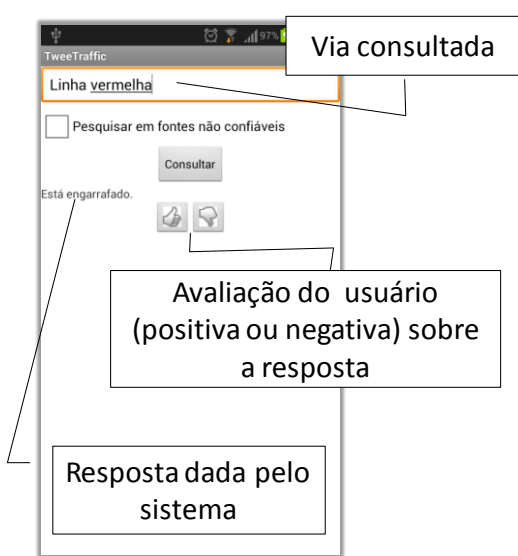 97%
Via consultada
TweeTraffic
Linha vermelha
Pesquisar em fontes não confiáveis
Consultar
Está engarrafado.
Avaliação do usuário
(positiva ou negativa) sobre
a resposta
Resposta dada pelo
sistema